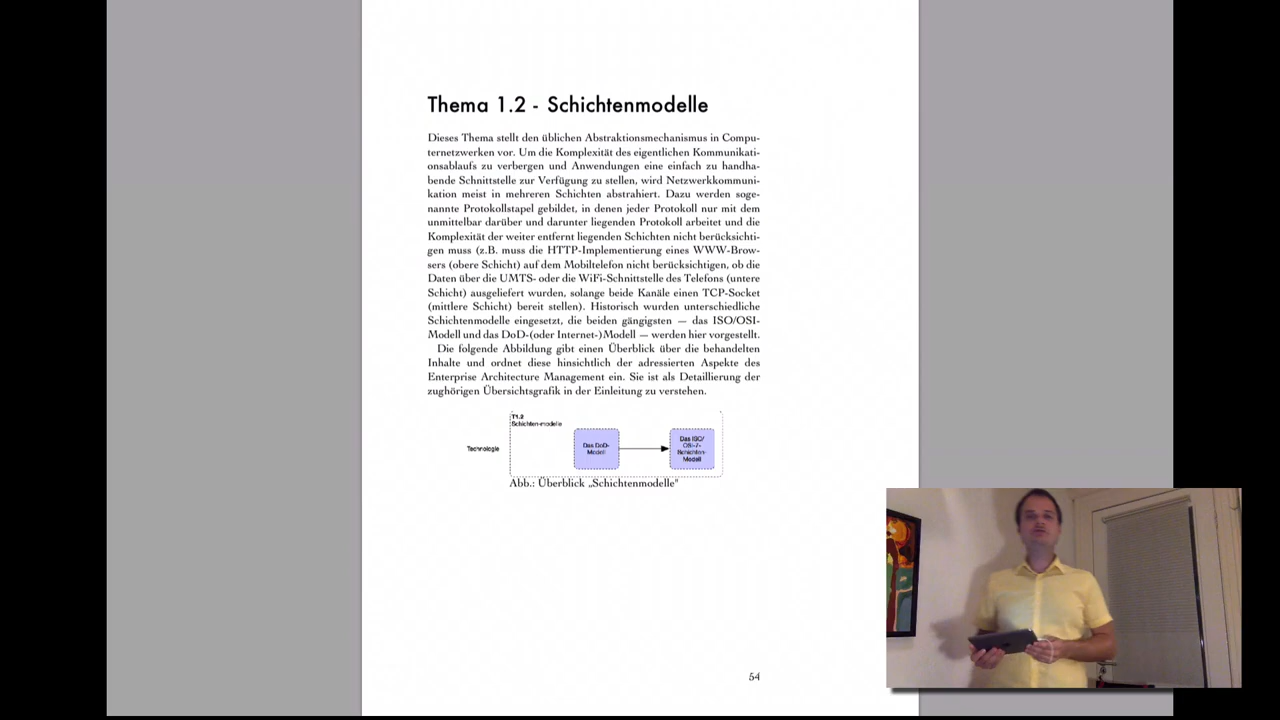 Thema 1.2 - Schichtenmodelle
Dieses Thema stellt den üblichen Abstraktionsmechanismus in Compu-
ternetzwerken vor. Um die Komplexität des eigentlichen Kommunikati-
onsablaufs zu verbergen und Anwendungen eine einfach zu handha-
bende Schnittstelle zur Verfügung zu stellen, wird Netzwerkkommuni-
kation meist in mehreren Schichten abstrahiert. Dazu werden soge-
nannte Protokollstapel gebildet, in denen jeder Protokoll nur mit dem
unmittelbar darüber und darunter liegenden Protokoll arbeitet und die
Komplexität der weiter entfernt liegenden Schichten nicht berücksichti-
gen muss (z.B. muss die HTTP-Implementierung eines WWW-Brow-
sers (obere Schicht) auf dem Mobiltelefon nicht berücksichtigen, ob die
Daten über die UMTS- oder die WiFi-Schnittstelle des Telefons (untere
Schicht) ausgeliefert wurden, solange beide Kanäle einen TCP-Socket
(mittlere Schicht) bereit stellen). Historisch wurden unterschiedliche
Schichtenmodelle eingesetzt, die beiden gängigsten — das ISO/OSI-
Modell und das DoD-(oder Internet-)Modell — werden hier vorgestellt.
Die folgende Abbildung gibt einen Überblick über die behandelten
Inhalte und ordnet diese hinsichtlich der adressierten Aspekte des
Enterprise Architecture Management ein. Sie ist als Detaillierung der
zughörigen Übersichtsgrafik in der Einleitung zu verstehen.
T1.2
Schichten-modelle
Technologie
Das DoD-
Modell
Das ISO/
OSI-7-
Schichten-
Modell
Abb.: Überblick „Schichtenmodelle"
54